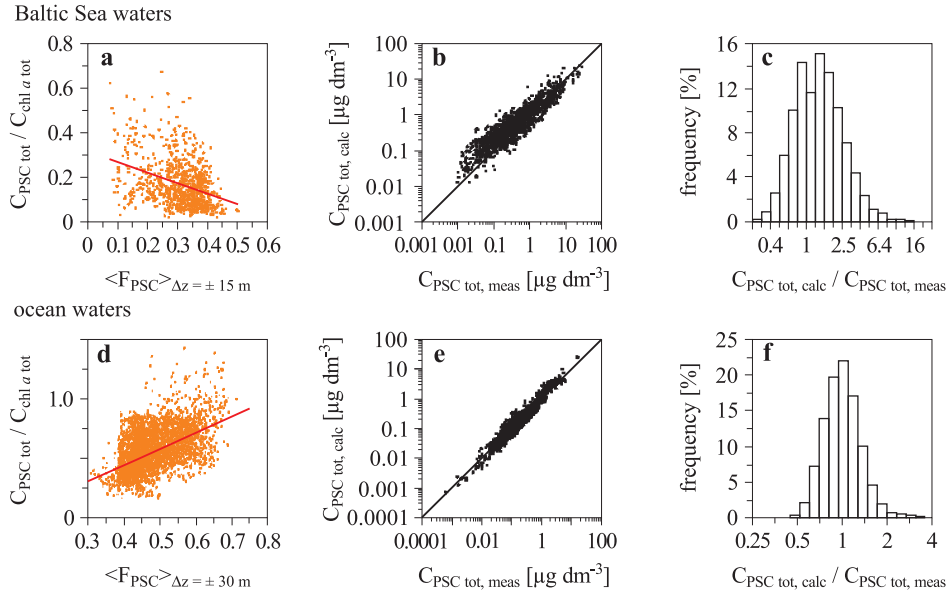 Baltic Sea waters
a
C_PSC tot / C_chl a tot
0.8
0.6
0.4
0.2
0
0 0.1 0.2 0.3 0.4 0.5 0.6
<F_PSC>_Δz = ± 15 m
b
C_PSC tot, calc [µg dm⁻³]
100
10
1
0.1
0.01
0.001
0.001 0.01 0.1 1 10 100
C_PSC tot, meas [µg dm⁻³]
c
frequency [%]
16
12
8
4
0
0.4 1 2.5 6.4 16
C_PSC tot, calc / C_PSC tot, meas
ocean waters
d
C_PSC tot / C_chl a tot
1.0
0
0.3 0.4 0.5 0.6 0.7 0.8
<F_PSC>_Δz = ± 30 m
e
C_PSC tot, calc [µg dm⁻³]
100
10
1
0.1
0.01
0.001
0.0001
0.0001 0.01 1 100
C_PSC tot, meas [µg dm⁻³]
f
frequency [%]
25
20
15
10
5
0
0.25 0.5 1 2 4
C_PSC tot, calc / C_PSC tot, meas